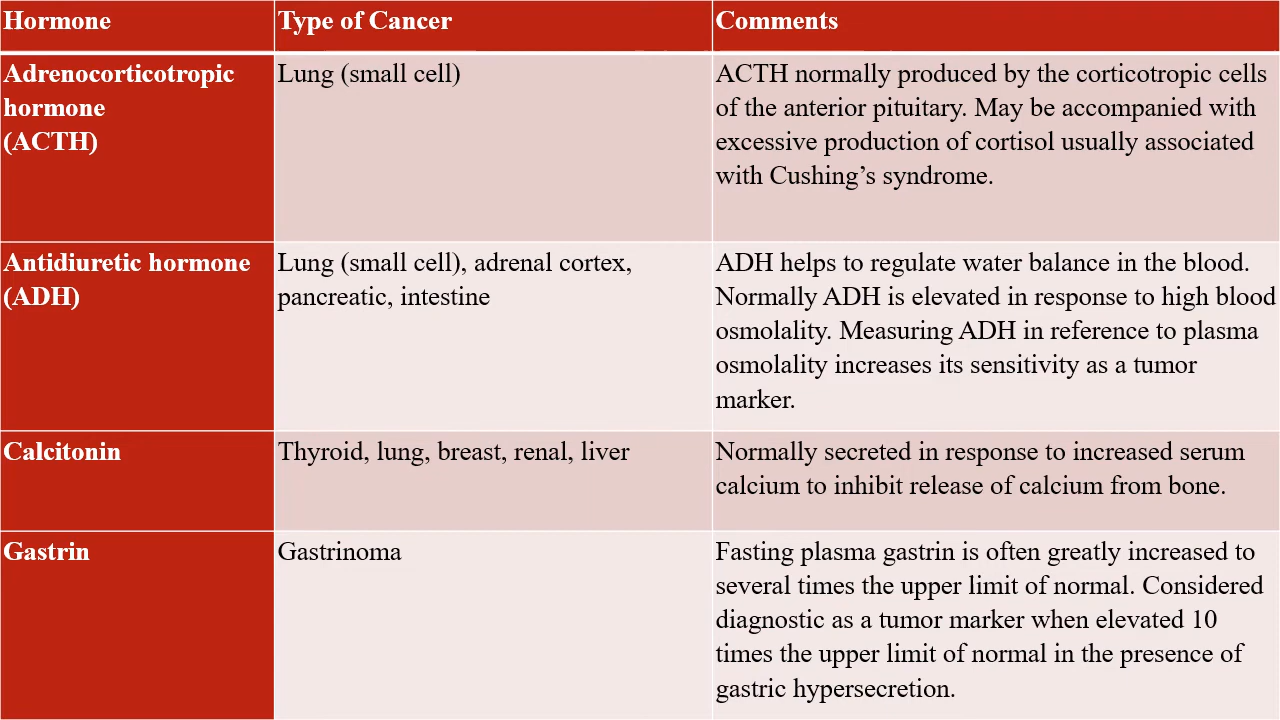 Hormone
Type of Cancer
Comments
Adrenocorticotropic
hormone
(ACTH)
Lung (small cell)
ACTH normally produced by the corticotropic cells
of the anterior pituitary. May be accompanied with
excessive production of cortisol usually associated
with Cushing’s syndrome.
Antidiuretic hormone
(ADH)
Lung (small cell), adrenal cortex,
pancreatic, intestine
ADH helps to regulate water balance in the blood.
Normally ADH is elevated in response to high blood
osmolality. Measuring ADH in reference to plasma
osmolality increases its sensitivity as a tumor
marker.
Calcitonin
Thyroid, lung, breast, renal, liver
Normally secreted in response to increased serum
calcium to inhibit release of calcium from bone.
Gastrin
Gastrinoma
Fasting plasma gastrin is often greatly increased to
several times the upper limit of normal. Considered
diagnostic as a tumor marker when elevated 10
times the upper limit of normal in the presence of
gastric hypersecretion.